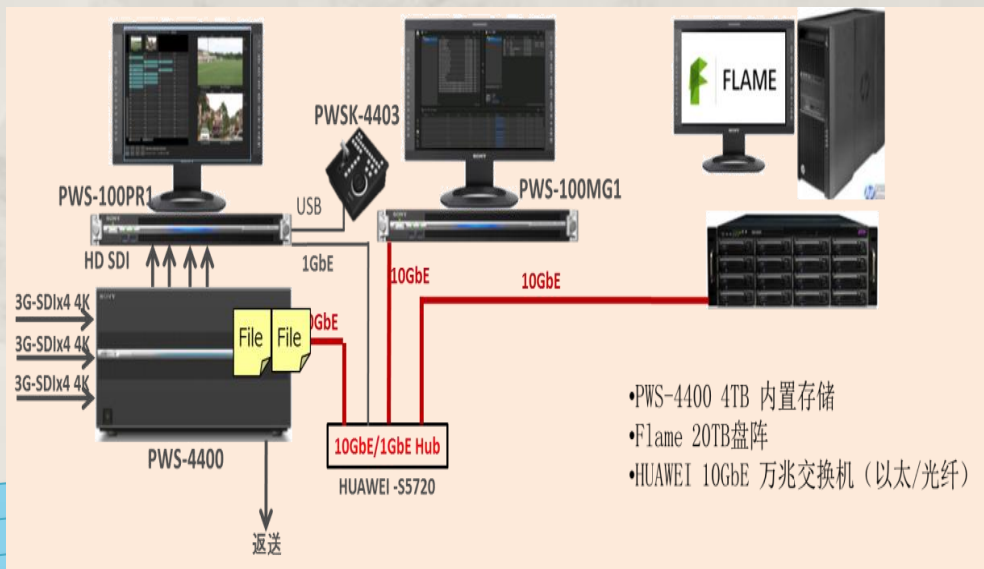 FLAME
PWSK-4403
PWS-100PR1
USB
PWS-100MG1
SONY
SONY
HD SDI
1GbE
10GbE
10GbE
3G-SDIx4 4K
3G-SDIx4 4K
3G-SDIx4 4K
SONY
File
File
0GbE
PWS-4400
10GbE/1GbE Hub
HUAWEI -S5720
返送
•PWS-4400 4TB 内置存储
•Flame 20TB盘阵
•HUAWEI 10GbE 万兆交换机（以太/光纤）